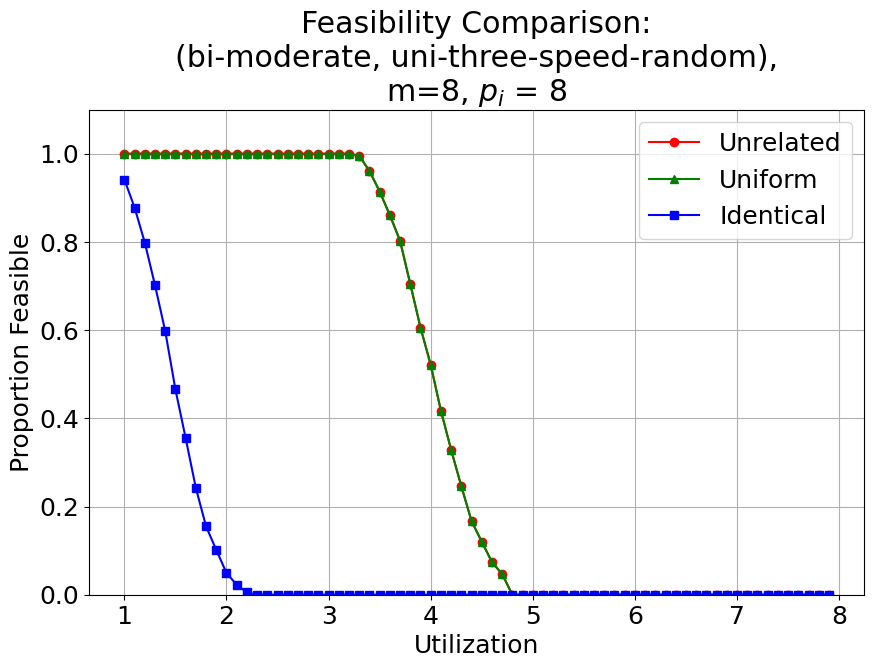 Feasibility Comparison:
(bi-moderate, uni-three-speed-random),
m=8, $p_i$ = 8
Unrelated
Uniform
Identical
Proportion Feasible
1.0
0.8
0.6
0.4
0.2
0.0
1 2 3 4 5 6 7 8
Utilization